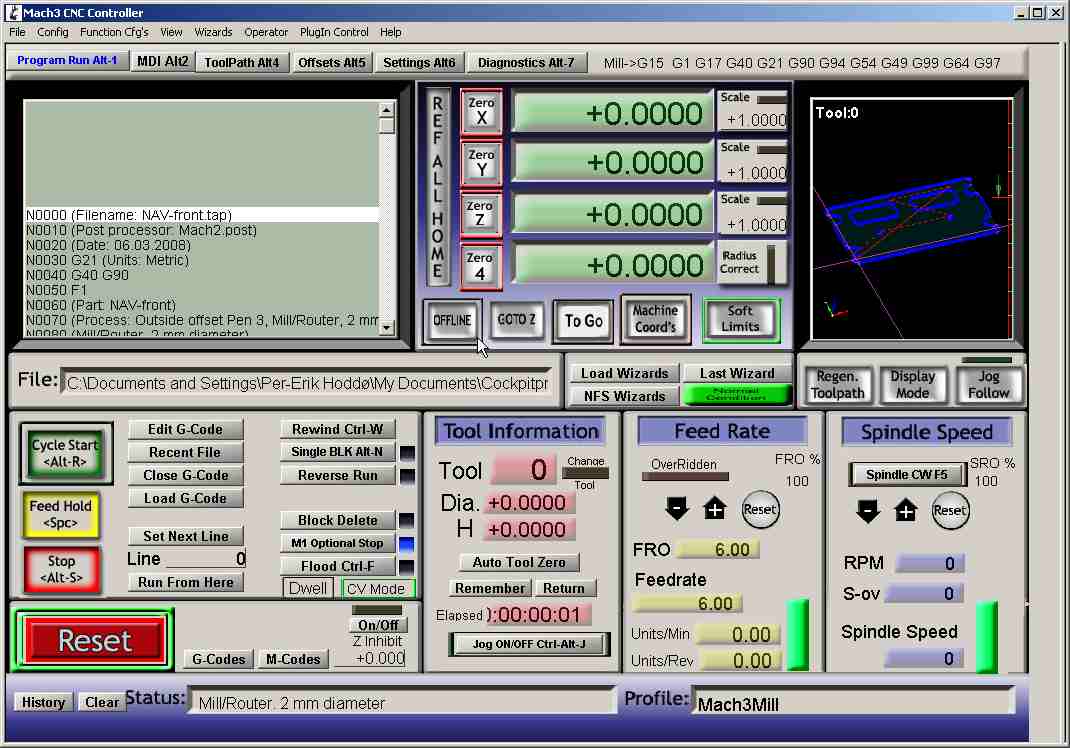 Mach3 CNC Controller
File Config Function Cfg's View Wizards Operator PlugIn Control Help
Program Run Alt-1 MDI Alt2 ToolPath Alt4 Offsets Alt5 Settings Alt6 Diagnostics Alt-7 Mill->G15 G1 G17 G40 G21 G90 G94 G54 G49 G99 G64 G97
N0000 (Filename: NAV-front.tap)
N0010 (Post processor: Mach2.post)
N0020 (Date: 06.03.2008)
N0030 G21 (Units: Metric)
N0040 G40 G90
N0050 F1
N0060 (Part: NAV-front)
N0070 (Process: Outside offset Pen 3, Mill/Router, 2 mm
N0080 (Mill/Router, 2 mm diameter)
REF ALL HOME
Zero X +0.0000 Scale +1.0000
Zero Y +0.0000 Scale +1.0000
Zero Z +0.0000 Scale +1.0000
Zero 4 +0.0000 Radius Correct
OFFLINE GOTO Z To Go Machine Coord's Soft Limits
Tool:0
File: C:\Documents and Settings\Per-Erik Hoddø\My Documents\Cockpitpr
Load Wizards Last Wizard
NFS Wizards Normal Condition
Regen. Toolpath Display Mode Jog Follow
Cycle Start <Alt-R>
Feed Hold <Spc>
Stop <Alt-S>
Edit G-Code
Recent File
Close G-Code
Load G-Code
Set Next Line
Line 0
Run From Here
Rewind Ctrl-W
Single BLK Alt-N
Reverse Run
Block Delete
M1 Optional Stop
Flood Ctrl-F
Dwell CV Mode
Reset
G-Codes M-Codes
On/Off
Z Inhibit
+0.000
Tool Information
Tool 0 Change Tool
Dia. +0.0000
H +0.0000
Auto Tool Zero
Remember Return
Elapsed ):00:00:01
Jog ON/OFF Ctrl-Alt-J
Feed Rate
OverRidden FRO % 100
- + Reset
FRO 6.00
Feedrate
6.00
Units/Min 0.00
Units/Rev 0.00
Spindle Speed
Spindle CW F5 SRO % 100
- + Reset
RPM 0
S-ov 0
Spindle Speed
0
History Clear Status: Mill/Router. 2 mm diameter Profile: Mach3Mill